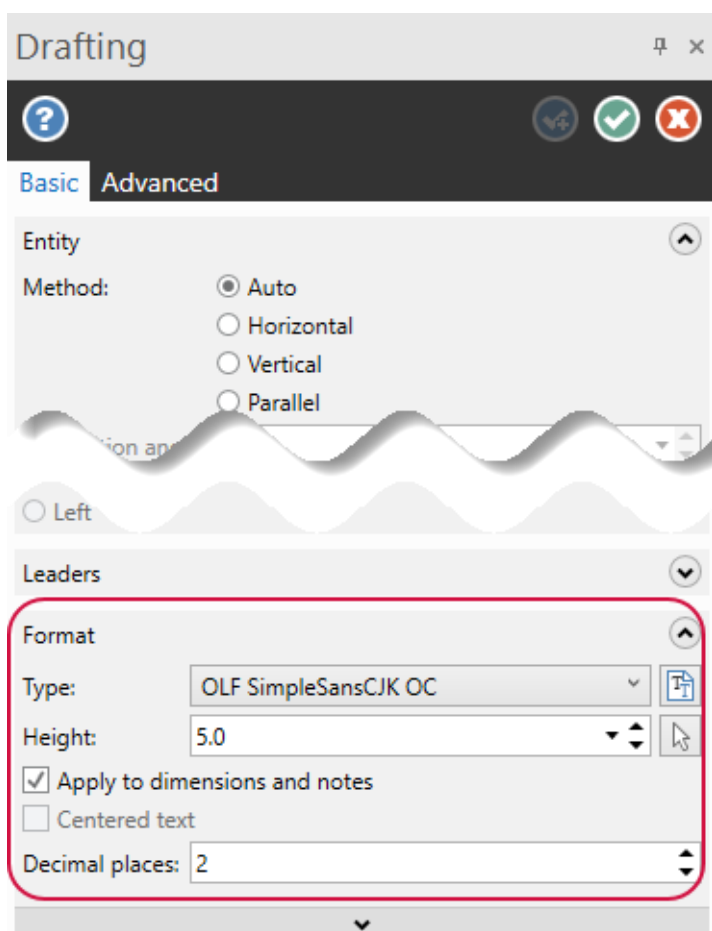 Drafting
Basic Advanced
Entity
Method: Auto
Horizontal
Vertical
Parallel
Left
Leaders
Format
Type: OLF SimpleSansCJK OC
Height: 5.0
Apply to dimensions and notes
Centered text
Decimal places: 2